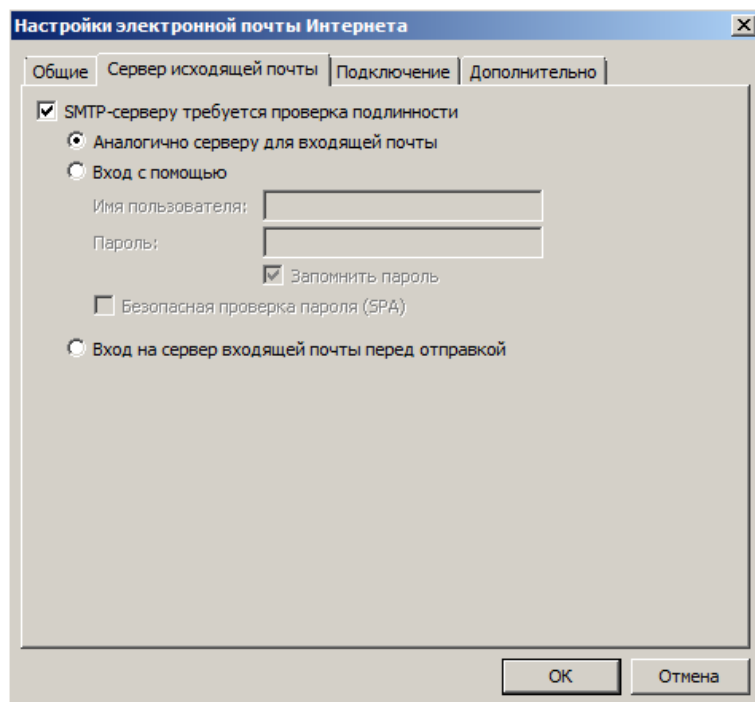 Настройки электронной почты Интернета
Общие Сервер исходящей почты Подключение Дополнительно
SMTP-серверу требуется проверка подлинности
Аналогично серверу для входящей почты
Вход с помощью
Имя пользователя:
Пароль:
Запомнить пароль
Безопасная проверка пароля (SPA)
Вход на сервер входящей почты перед отправкой
ОК Отмена